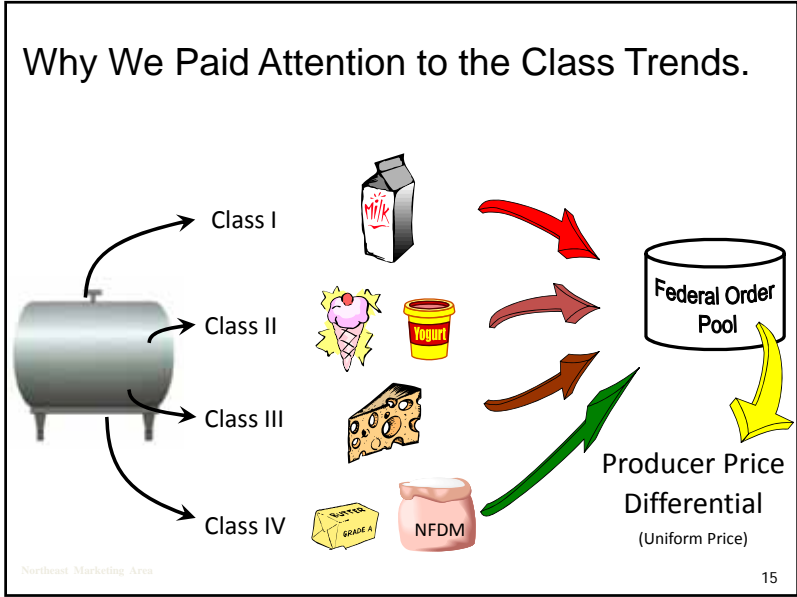 Why We Paid Attention to the Class Trends.
Class I
Milk
Class II
Yogurt
Federal Order
Pool
Class III
Class IV
BUTTER
GRADE A
NFDM
Producer Price
Differential
(Uniform Price)
Northeast Marketing Area
15